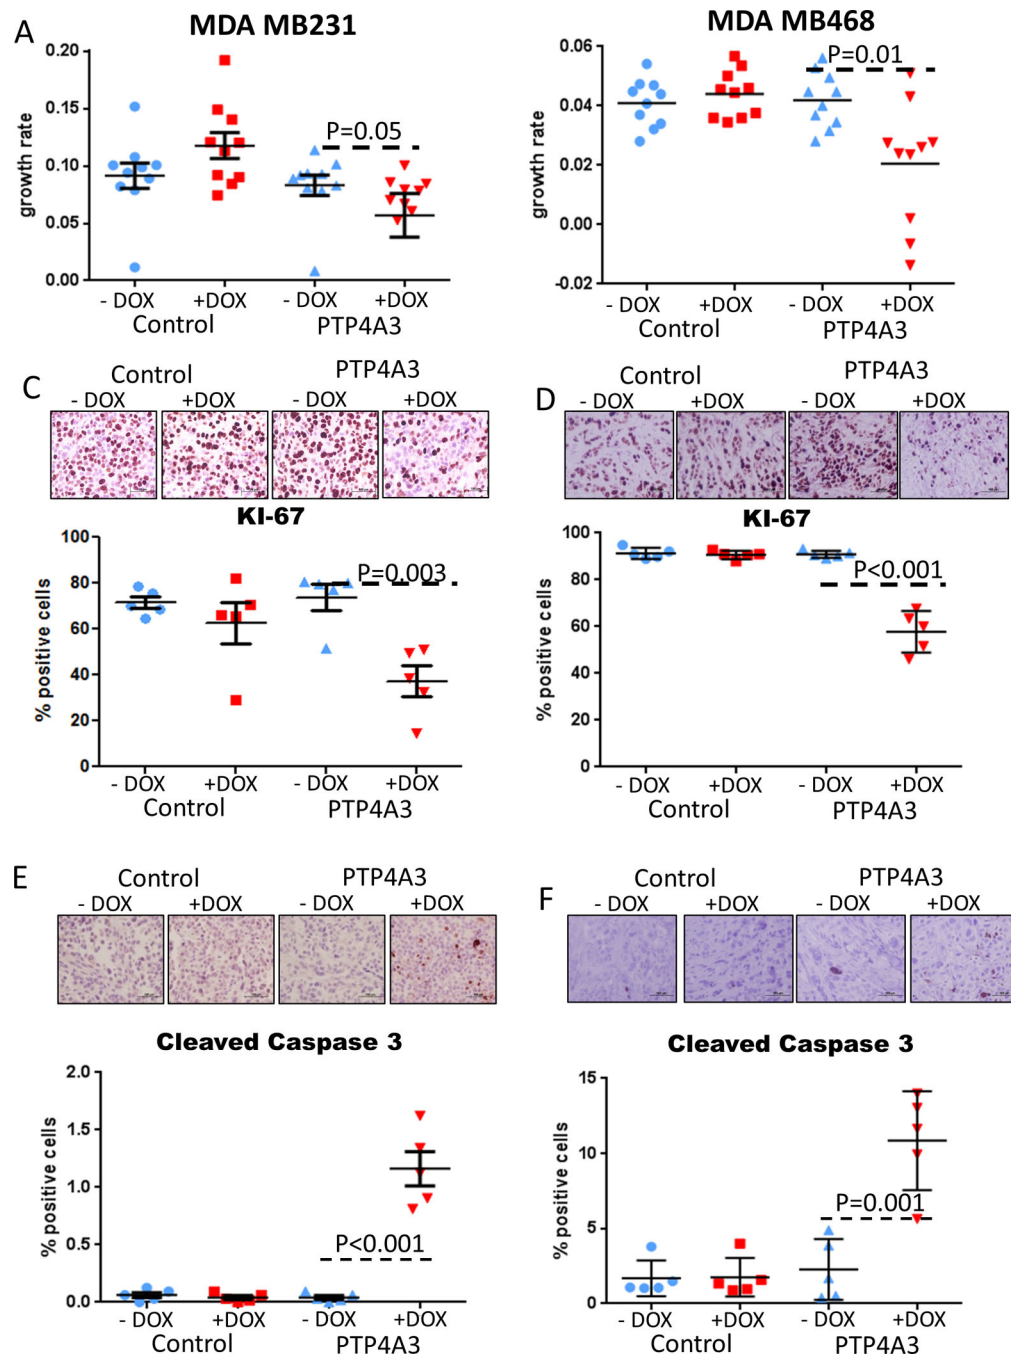 A
MDA MB231
0.20
0.15
0.10
0.05
0.00
growth rate
P=0.05
- DOX
+DOX
- DOX
+DOX
Control
PTP4A3
MDA MB468
0.06
0.04
0.02
0.00
-0.02
growth rate
P=0.01
- DOX
+DOX
- DOX
+DOX
Control
PTP4A3
C
Control
PTP4A3
- DOX
+DOX
- DOX
+DOX
KI-67
100
80
60
40
20
0
% positive cells
P=0.003
- DOX
+DOX
- DOX
+DOX
Control
PTP4A3
D
Control
PTP4A3
- DOX
+DOX
- DOX
+DOX
KI-67
100
80
60
40
20
0
% positive cells
P<0.001
- DOX
+DOX
- DOX
+DOX
Control
PTP4A3
E
Control
PTP4A3
- DOX
+DOX
- DOX
+DOX
Cleaved Caspase 3
2.0
1.5
1.0
0.5
0.0
% positive cells
P<0.001
- DOX
+DOX
- DOX
+DOX
Control
PTP4A3
F
Control
PTP4A3
- DOX
+DOX
- DOX
+DOX
Cleaved Caspase 3
15
10
5
0
% positive cells
P=0.001
- DOX
+DOX
- DOX
+DOX
Control
PTP4A3